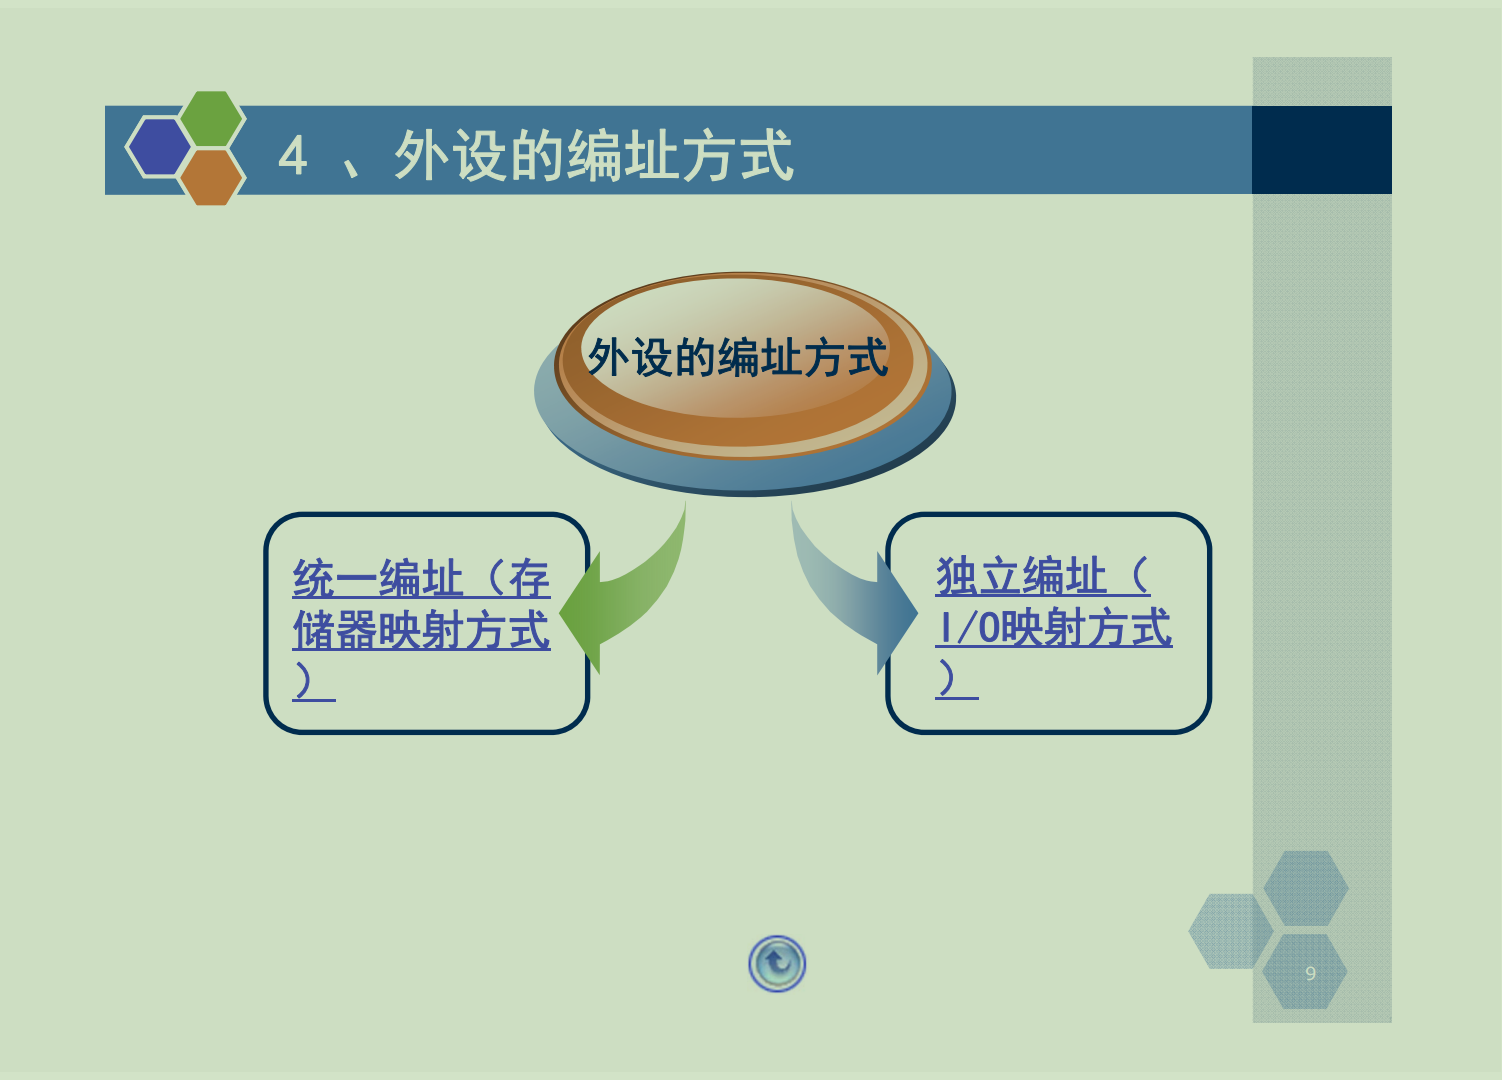 4 、外设的编址方式
外设的编址方式
统一编址（存
储器映射方式
）
独立编址（
I/O映射方式
）
9